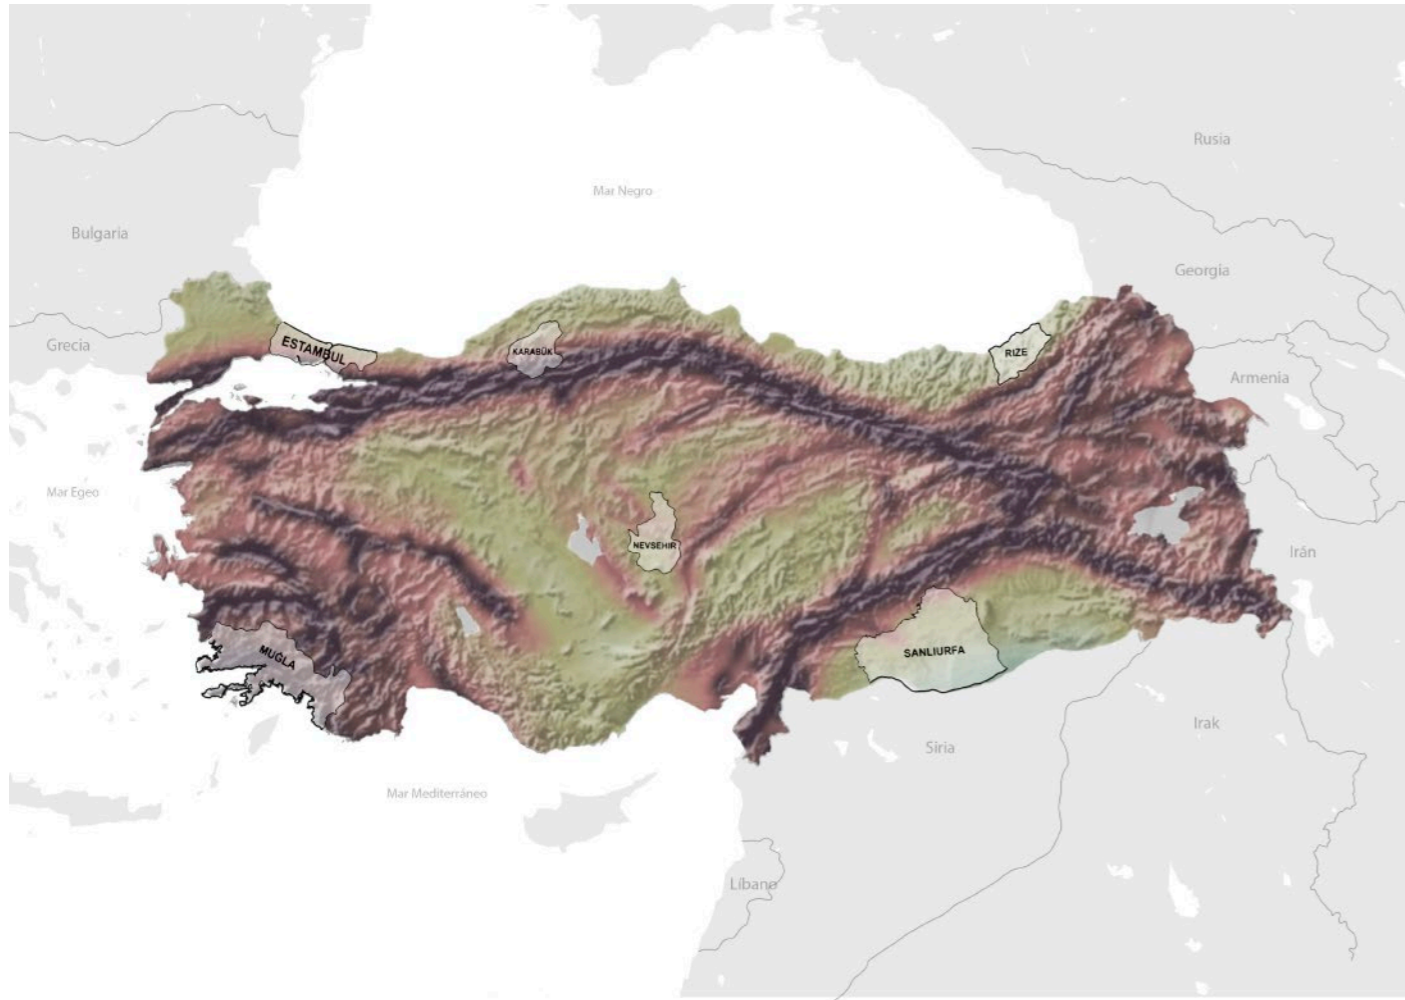 Rusia
Mar Negro
Bulgaria
Georgia
Grecia
ESTAMBUL
KARABÜK
RIZE
Armenia
Mar Egeo
NEVSEHIR
Irán
MUĞLA
SANLIURFA
Irak
Siria
Mar Mediterráneo
Líbano